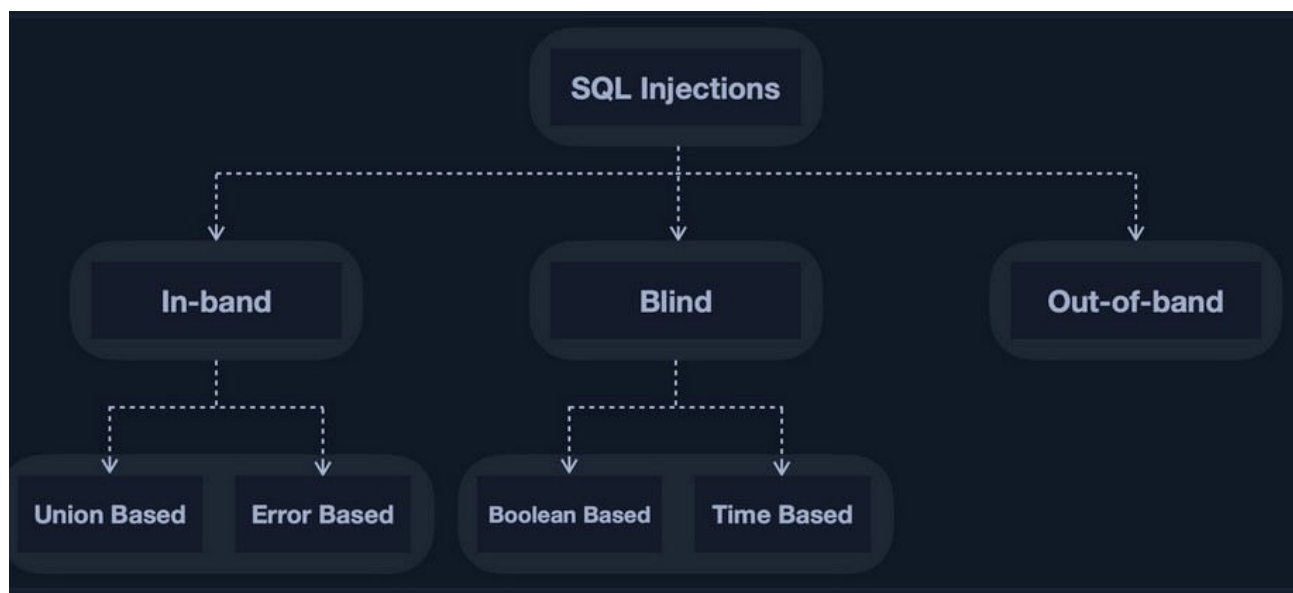 SQL Injections
In-band
Blind
Out-of-band
Union Based
Error Based
Boolean Based
Time Based